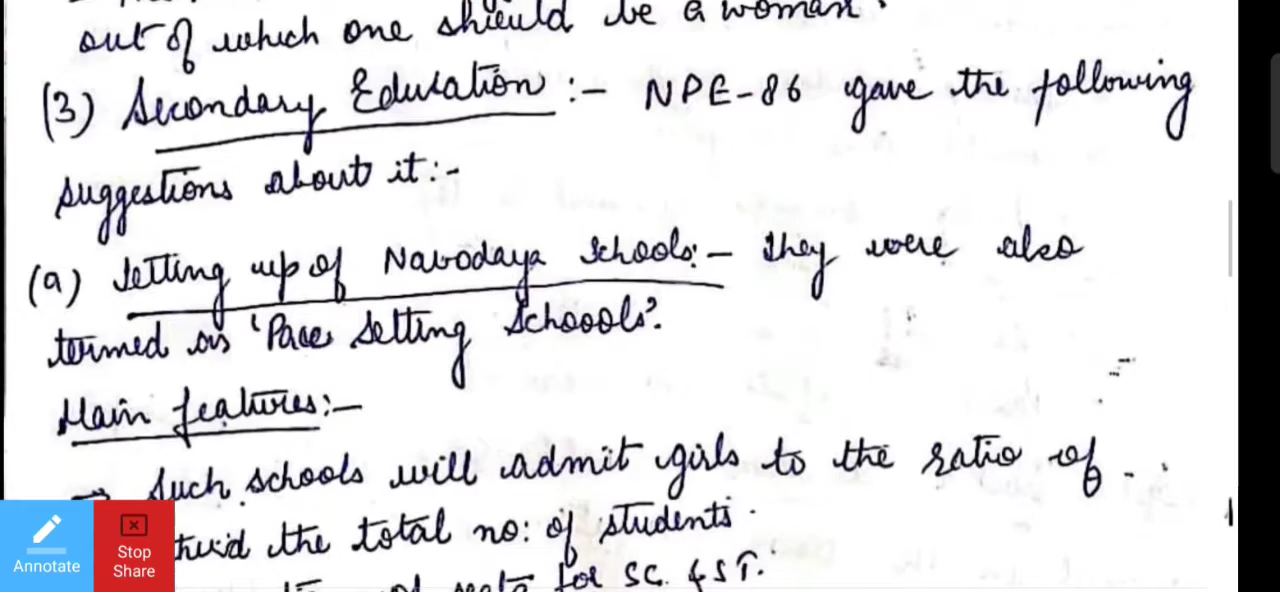 out of which one should be a woman.
(3) Secondary Education :- NPE-86 gave the following
suggestions about it :-
(a) Setting up of Navodaya Schools :- They were also
termed as 'Pace Setting Schoools'.
Main features :-
→ Such schools will admit girls to the ratio of
the total no: of students.
of seats for SC & ST.
Annotate
Stop
Share